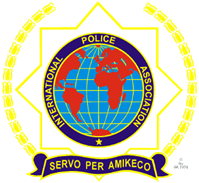 INTERNATIONAL POLICE ASSOCIATION
SERVO PER AMIKECO